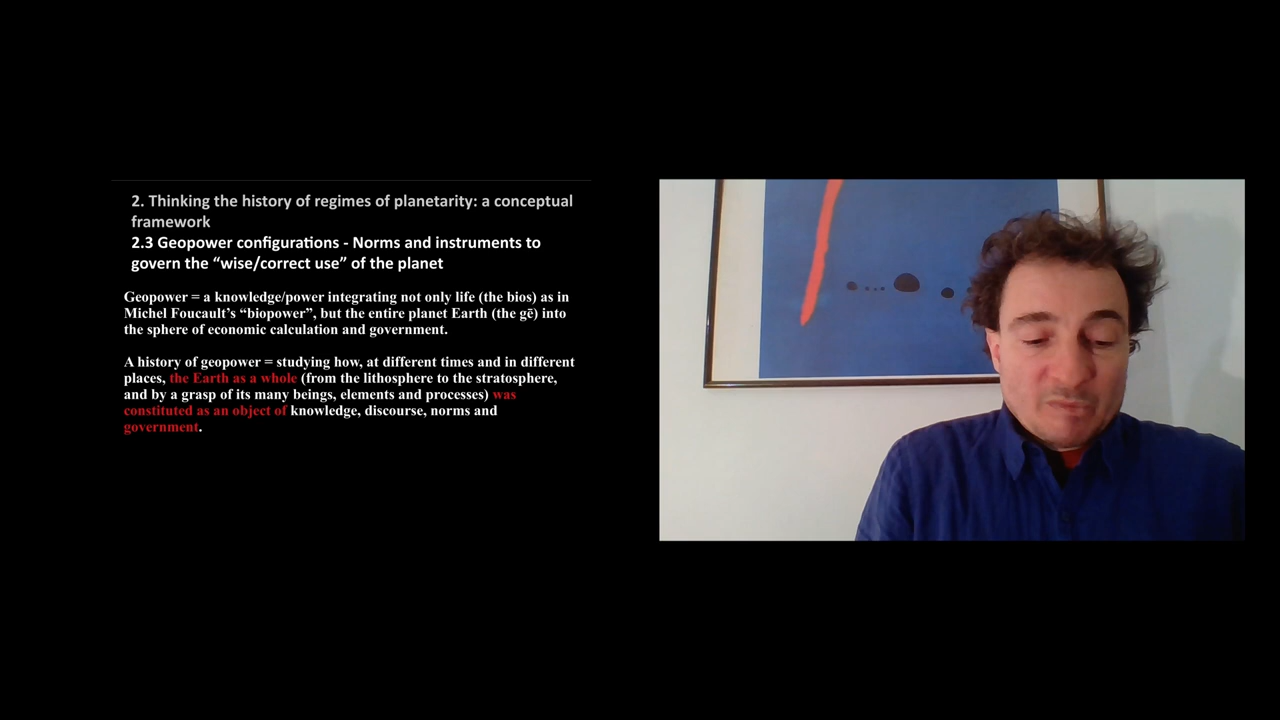 2. Thinking the history of regimes of planetarity: a conceptual
framework
2.3 Geopower configurations - Norms and instruments to
govern the “wise/correct use” of the planet
Geopower = a knowledge/power integrating not only life (the bios) as in
Michel Foucault’s “biopower”, but the entire planet Earth (the gē) into
the sphere of economic calculation and government.
A history of geopower = studying how, at different times and in different
places, the Earth as a whole (from the lithosphere to the stratosphere,
and by a grasp of its many beings, elements and processes) was
constituted as an object of knowledge, discourse, norms and
government.